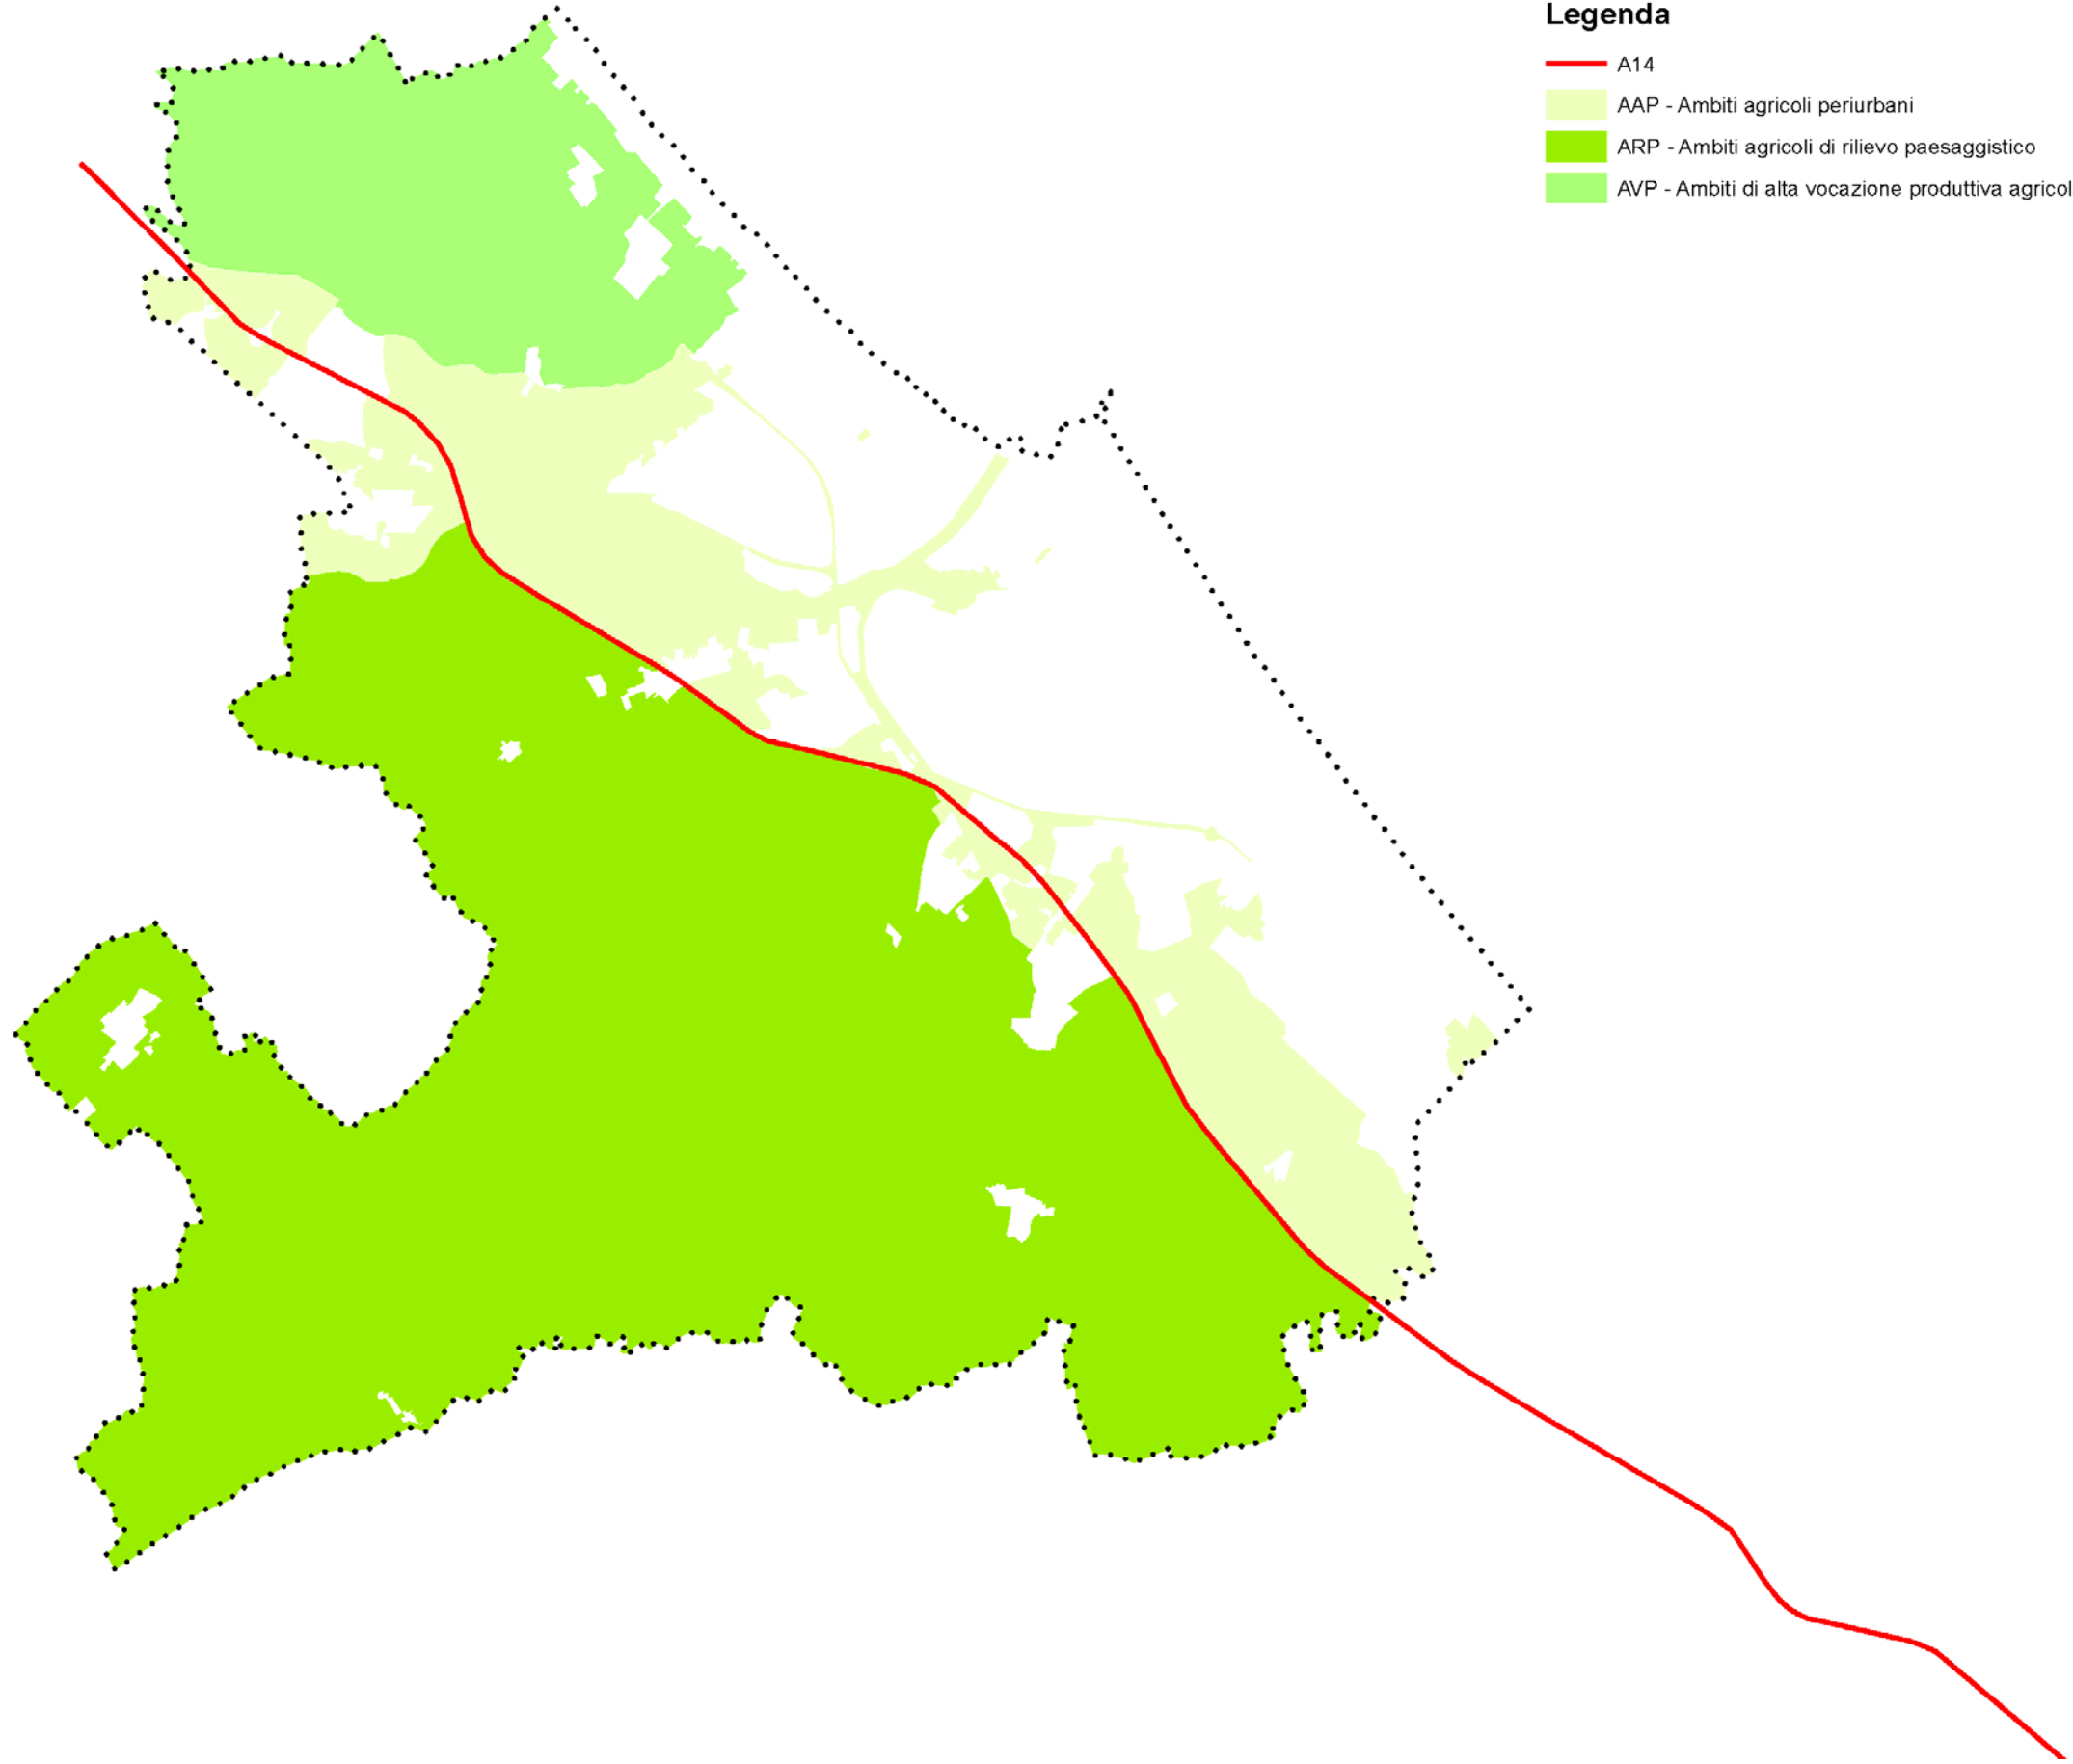 Legenda
A14
AAP - Ambiti agricoli periurbani
ARP - Ambiti agricoli di rilievo paesaggistico
AVP - Ambiti di alta vocazione produttiva agricol